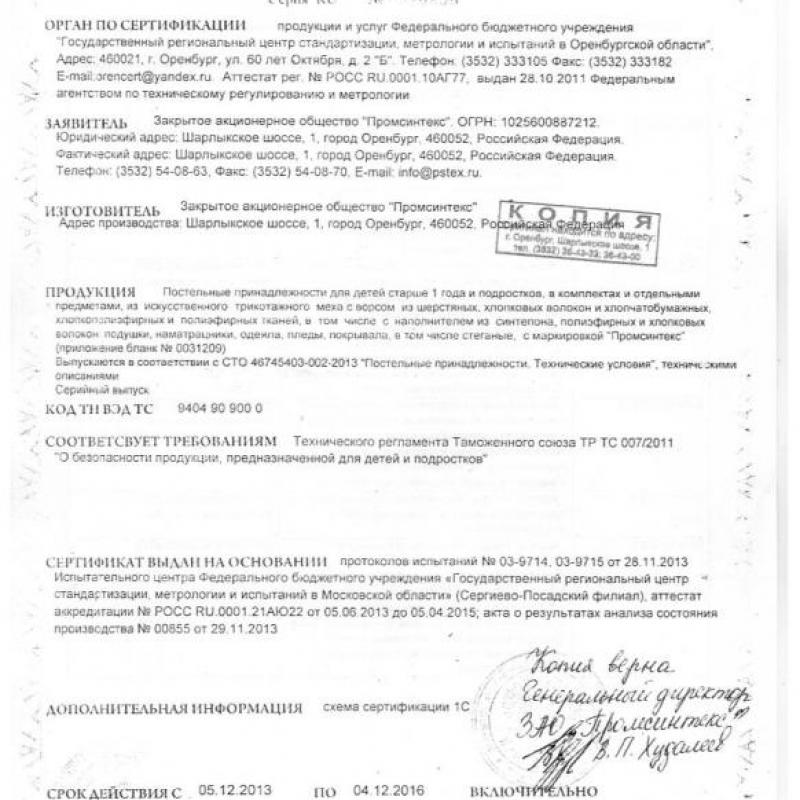 ОРГАН ПО СЕРТИФИКАЦИИ продукции и услуг Федерального бюджетного учреждения
"Государственный региональный центр стандартизации, метрологии и испытаний в Оренбургской области".
Адрес: 460021, г. Оренбург, ул. 60 лет Октября, д. 2 "Б". Телефон: (3532) 333105 Факс: (3532) 333182
E-mail:orencert@yandex.ru. Аттестат рег. № РОСС RU.0001.10АГ77, выдан 28.10.2011 Федеральным
агентством по техническому регулированию и метрологии
ЗАЯВИТЕЛЬ Закрытое акционерное общество "Промсинтекс". ОГРН: 1025600887212.
Юридический адрес: Шарлыкское шоссе, 1, город Оренбург, 460052, Российская Федерация.
Фактический адрес: Шарлыкское шоссе, 1, город Оренбург, 460052, Российская Федерация.
Телефон: (3532) 54-08-63, Факс: (3532) 54-08-70, E-mail: info@pstex.ru.
ИЗГОТОВИТЕЛЬ Закрытое акционерное общество "Промсинтекс"
Адрес производства: Шарлыкское шоссе, 1, город Оренбург, 460052, Российская Федерация
КОПИЯ
находится по адресу:
г. Оренбург, Шарлыкское шоссе, 1
тел. (3532) 36-43-33; 36-43-00
ПРОДУКЦИЯ Постельные принадлежности для детей старше 1 года и подростков, в комплектах и отдельными
предметами, из искусственного трикотажного меха с ворсом из шерстяных, хлопковых волокон и хлопчатобумажных,
хлопкополиэфирных и полиэфирных тканей, в том числе с наполнителем из синтепона, полиэфирных и хлопковых
волокон подушки, наматрацники, одеяла, пледы, покрывала, в том числе стеганые, с маркировкой "Промсинтекс"
(приложение бланк № 0031209)
Выпускаются в соответствии с СТО 46745403-002-2013 "Постельные принадлежности. Технические условия", техническими
описаниями
Серийный выпуск
КОД ТН ВЭД ТС 9404 90 900 0
СООТВЕТСВУЕТ ТРЕБОВАНИЯМ Технического регламента Таможенного союза ТР ТС 007/2011
"О безопасности продукции, предназначенной для детей и подростков"
СЕРТИФИКАТ ВЫДАН НА ОСНОВАНИИ протоколов испытаний № 03-9714, 03-9715 от 28.11.2013
Испытательного центра Федерального бюджетного учреждения «Государственный региональный центр
стандартизации, метрологии и испытаний в Московской области» (Сергиево-Посадский филиал), аттестат
аккредитации № РОСС RU.0001.21АЮ22 от 05.06.2013 до 05.04.2015; акта о результатах анализа состояния
производства № 00855 от 29.11.2013
Копия верна
Генеральный директор
ЗАО "Промсинтекс"
В.П. Худалеев
ДОПОЛНИТЕЛЬНАЯ ИНФОРМАЦИЯ схема сертификации 1С
СРОК ДЕЙСТВИЯ С 05.12.2013 ПО 04.12.2016 ВКЛЮЧИТЕЛЬНО